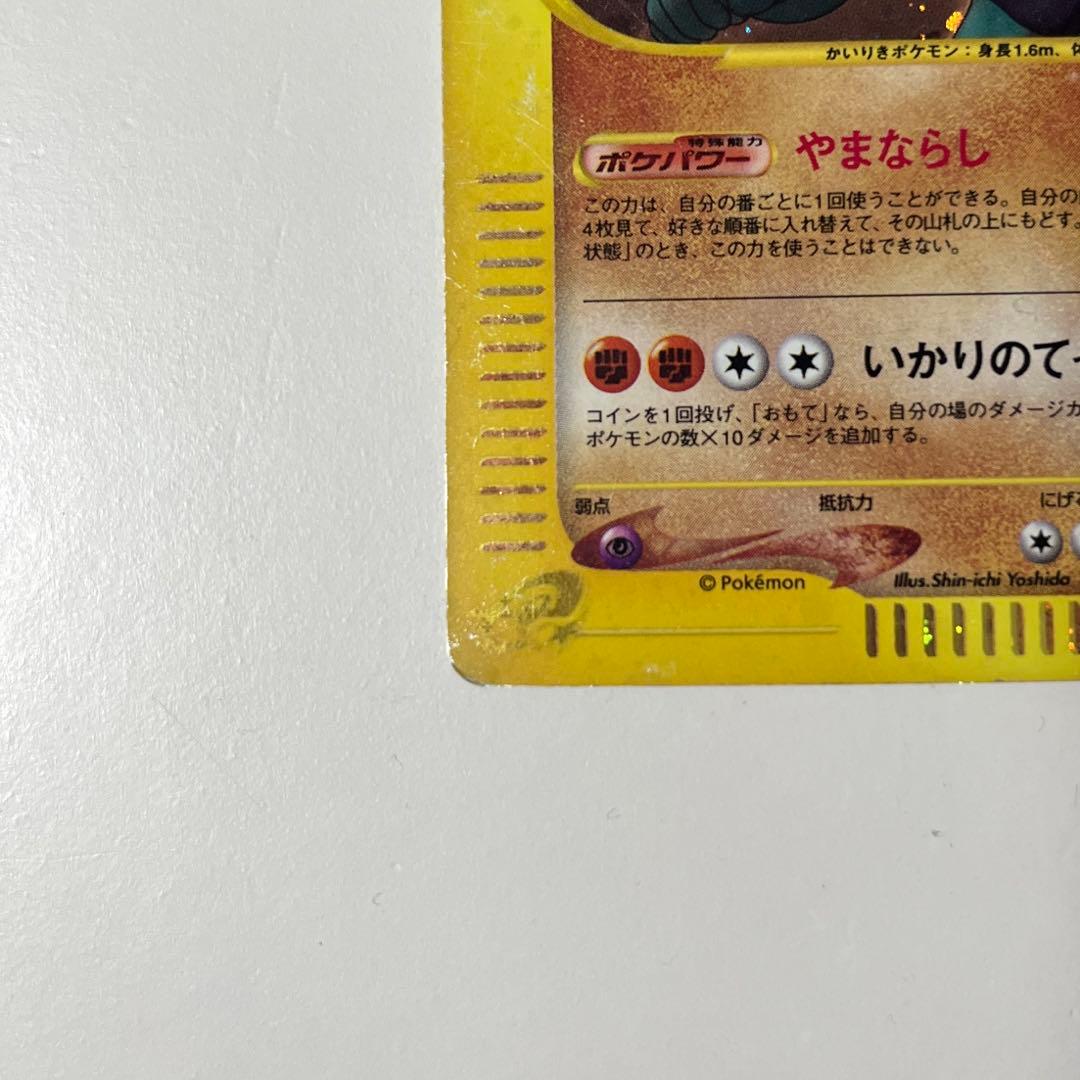 かいりきポケモン：身長1.6m、体
特殊能力
ポケパワー やまならし
この力は、自分の番ごとに1回使うことができる。自分の
4枚見て、好きな順番に入れ替えて、その山札の上にもどす。
状態」のとき、この力を使うことはできない。
いかりのて
コインを1回投げ、「おもて」なら、自分の場のダメージカ
ポケモンの数×10ダメージを追加する。
弱点 抵抗力 にげ
© Pokémon Illus. Shin-ichi Yoshida